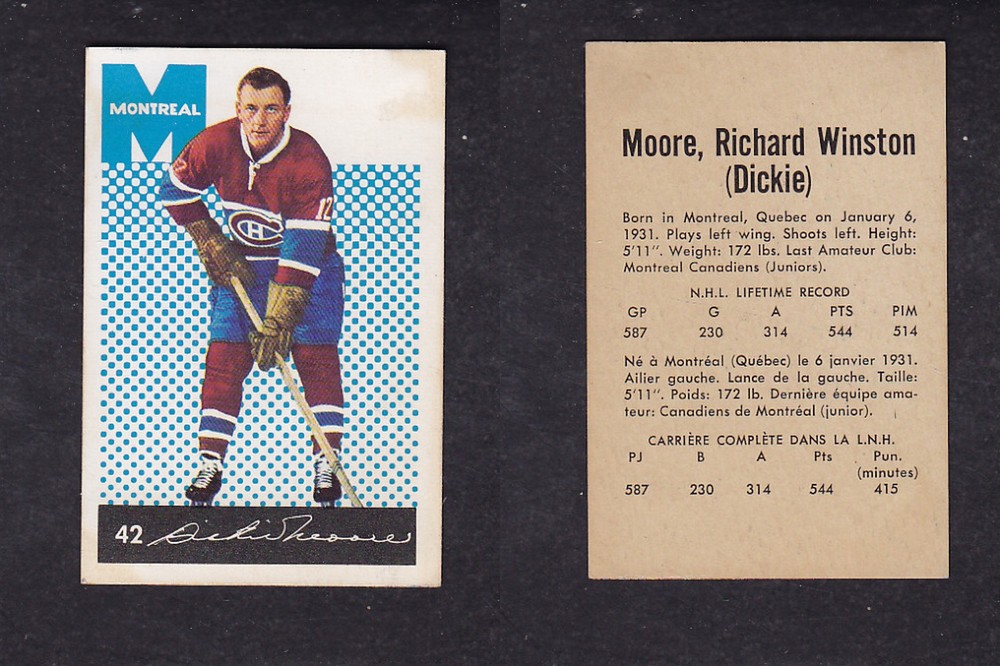 MONTREAL
12
12
C
42 Dickie Moore
Moore, Richard Winston
(Dickie)
Born in Montreal, Quebec on January 6,
1931. Plays left wing. Shoots left. Height:
5'11". Weight: 172 lbs. Last Amateur Club:
Montreal Canadiens (Juniors).
N.H.L. LIFETIME RECORD
GP G A PTS PIM
587 230 314 544 514
Né à Montréal (Québec) le 6 janvier 1931.
Ailier gauche. Lance de la gauche. Taille:
5'11". Poids: 172 lb. Dernière équipe ama-
teur: Canadiens de Montréal (junior).
CARRIÈRE COMPLÈTE DANS LA L.N.H.
PJ B A Pts Pun.
(minutes)
587 230 314 544 415